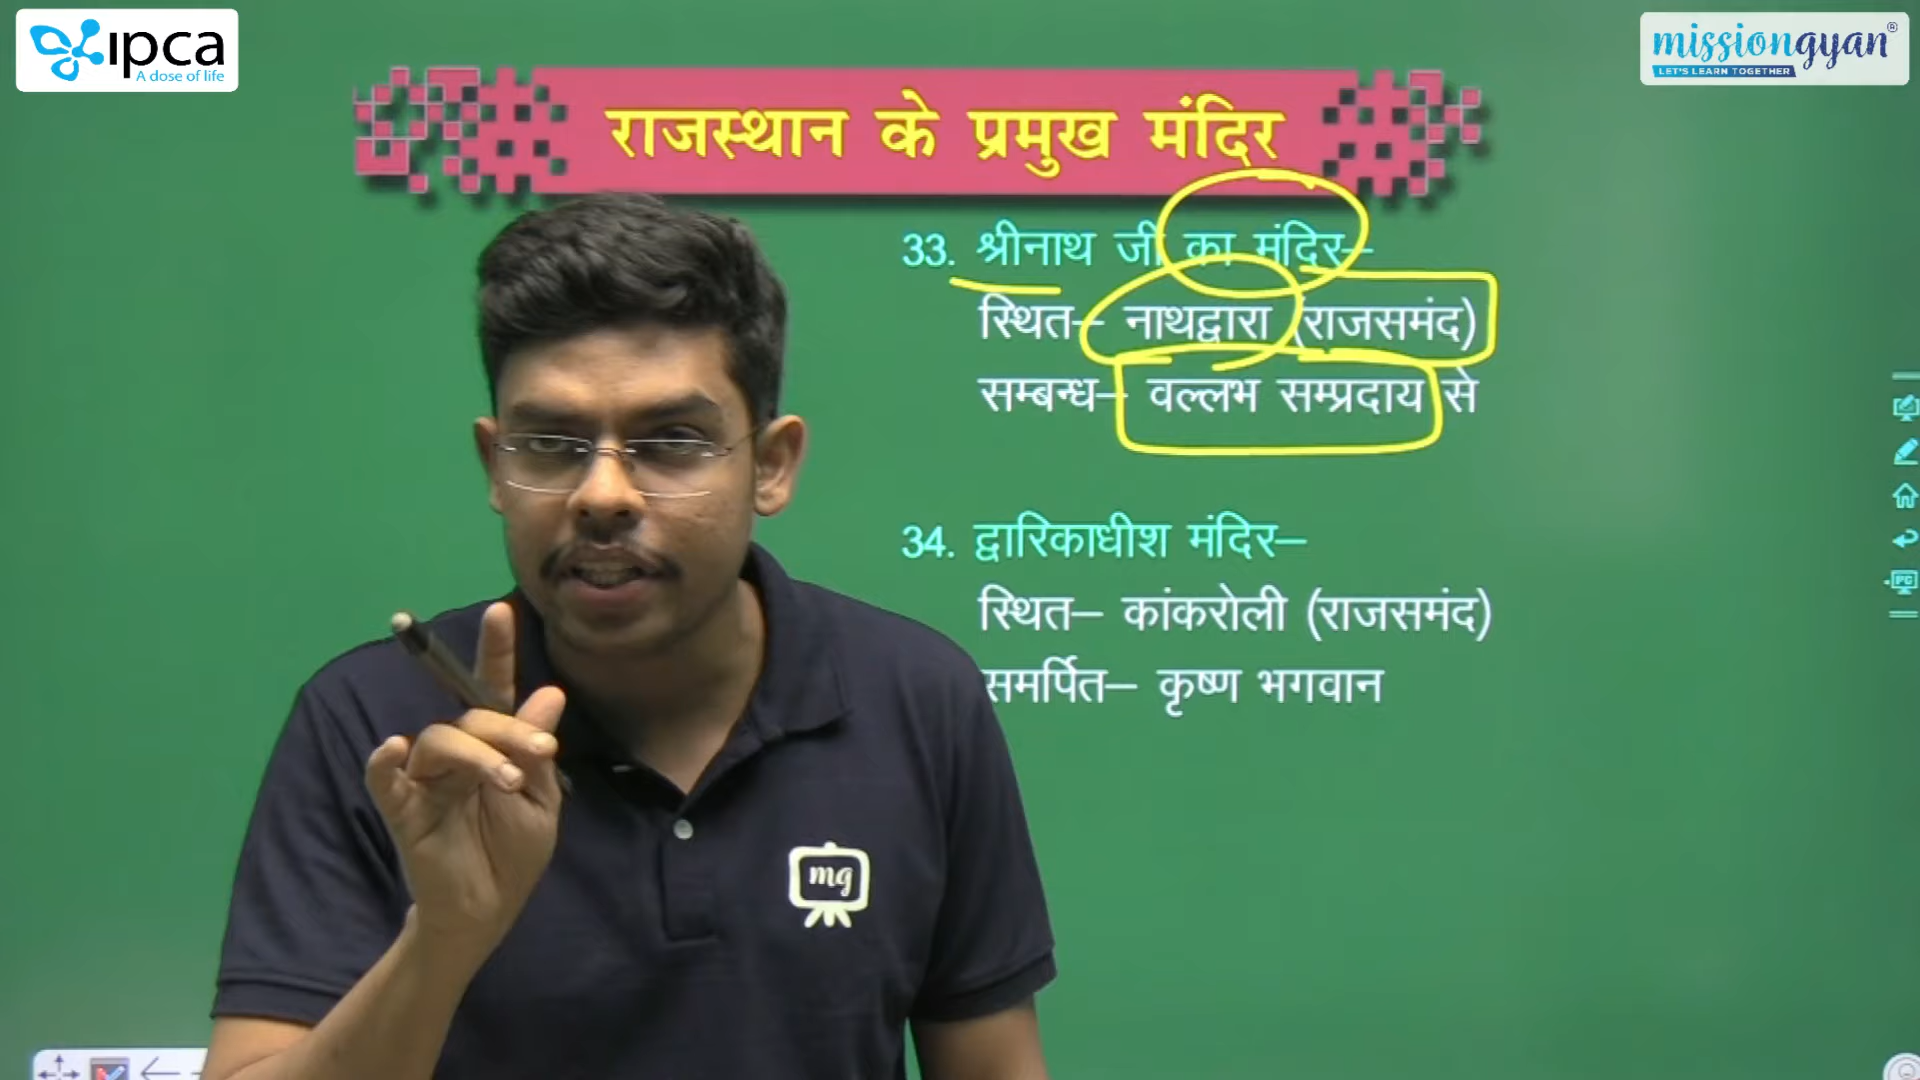 ipca
A dose of life
missiongyan®
LET'S LEARN TOGETHER
राजस्थान के प्रमुख मंदिर
33. श्रीनाथ जी का मंदिर–
स्थित– नाथद्वारा (राजसमंद)
सम्बन्ध– वल्लभ सम्प्रदाय से
34. द्वारिकाधीश मंदिर–
स्थित– कांकरोली (राजसमंद)
समर्पित– कृष्ण भगवान
mg
PC